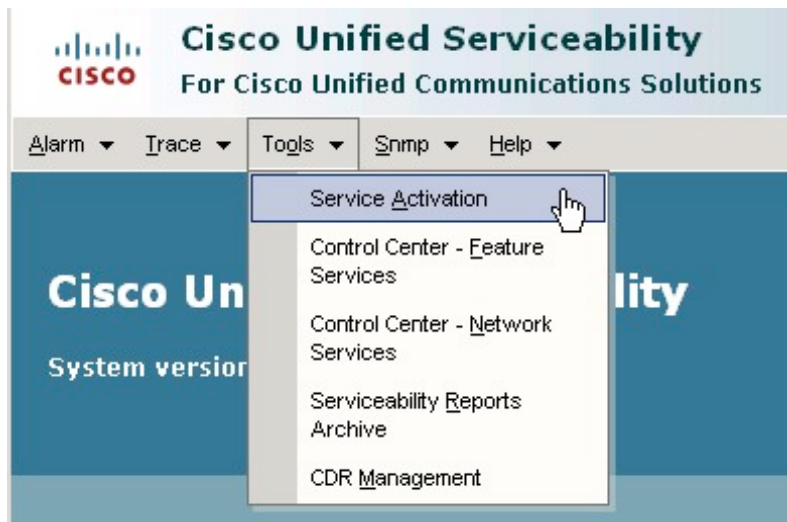 Cisco Unified Serviceability
CISCO
For Cisco Unified Communications Solutions
Alarm Trace Tools Snmp Help
Service Activation
Control Center - Feature
Services
Control Center - Network
Services
Serviceability Reports
Archive
CDR Management
Cisco Un lity
System version